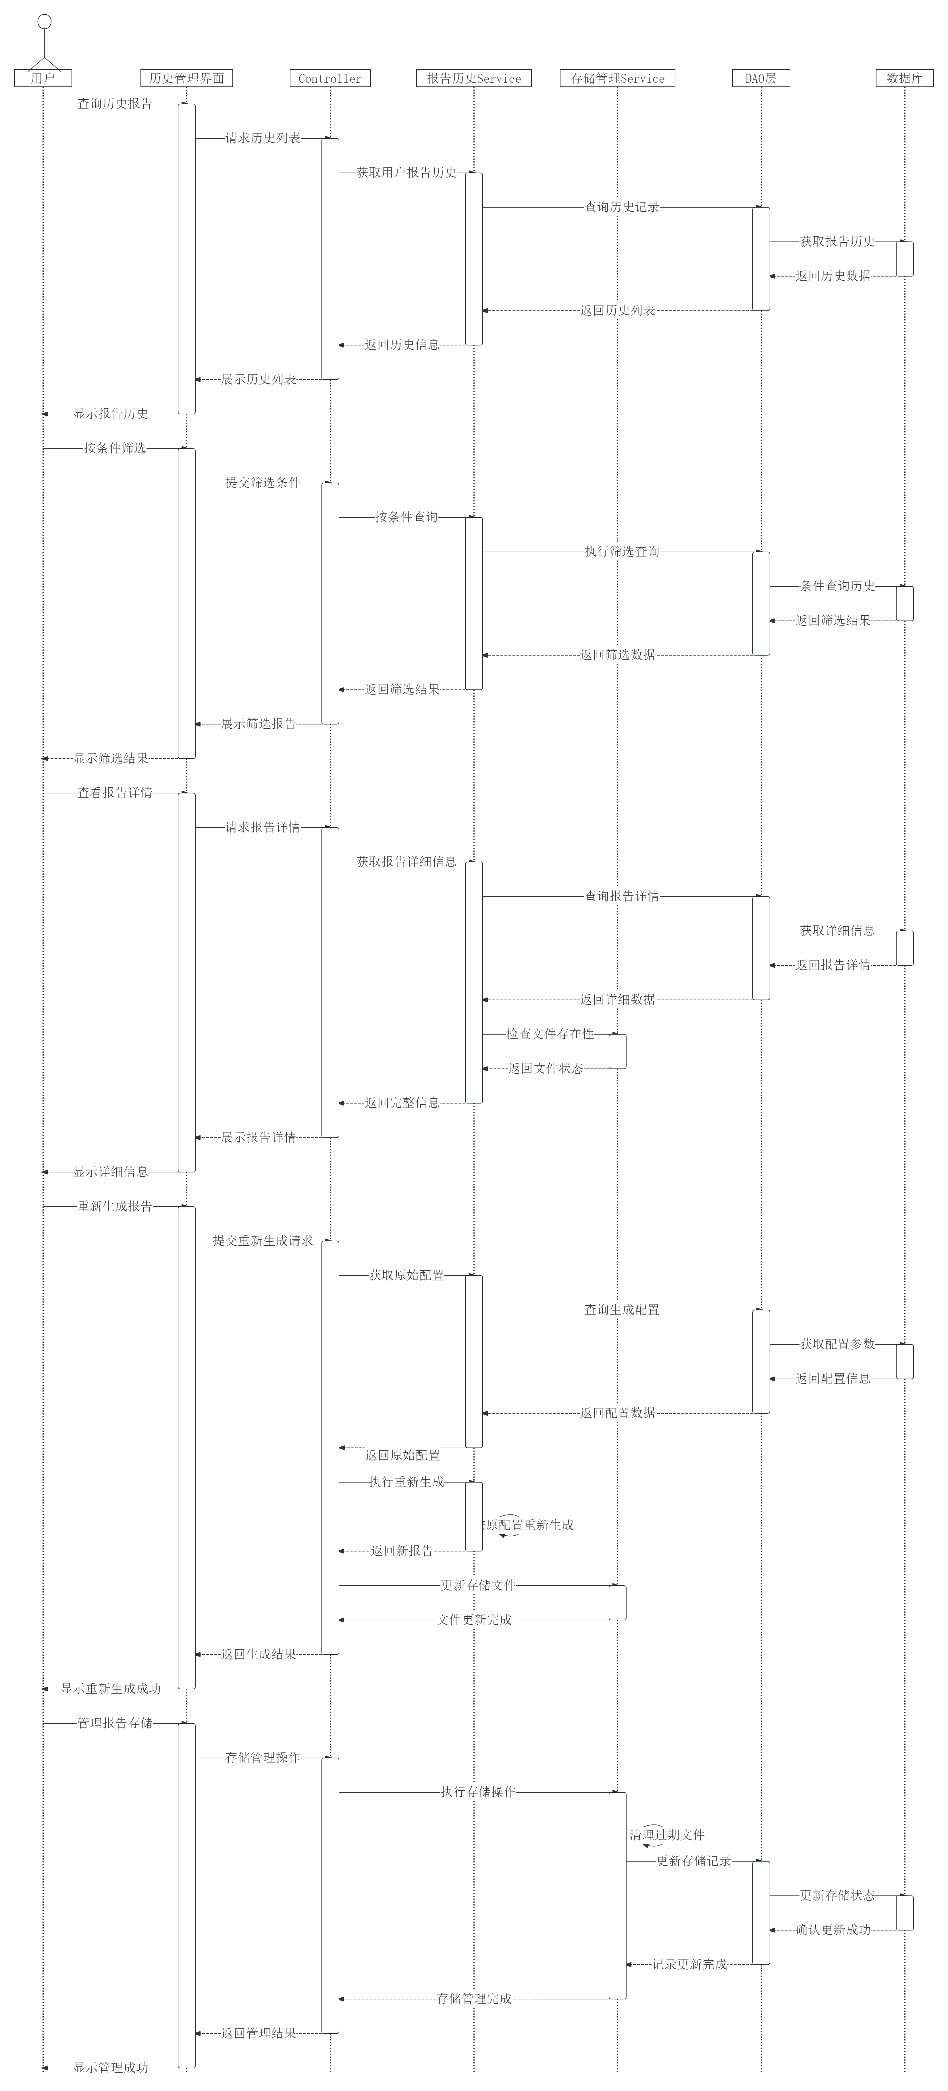 用户
历史管理界面
Controller
报告历史Service
存储管理Service
DAO层
数据库
查询历史报告
请求历史列表
获取用户报告历史
查询历史记录
获取报告历史
返回历史数据
返回历史列表
返回历史信息
展示历史列表
显示报告历史
按条件筛选
提交筛选条件
按条件查询
执行筛选查询
条件查询历史
返回筛选结果
返回筛选数据
返回筛选结果
展示筛选报告
显示筛选结果
查看报告详情
请求报告详情
获取报告详细信息
查询报告详情
获取详细信息
返回报告详情
返回详细数据
检查文件存在性
返回文件状态
返回完整信息
展示报告详情
显示详细信息
重新生成报告
提交重新生成请求
获取原始配置
查询生成配置
获取配置参数
返回配置信息
返回配置数据
返回原始配置
执行重新生成
原配置重新生成
返回新报告
更新存储文件
文件更新完成
返回生成结果
显示重新生成成功
管理报告存储
存储管理操作
执行存储操作
清理过期文件
更新存储记录
更新存储状态
确认更新成功
记录更新完成
存储管理完成
返回管理结果
显示管理成功